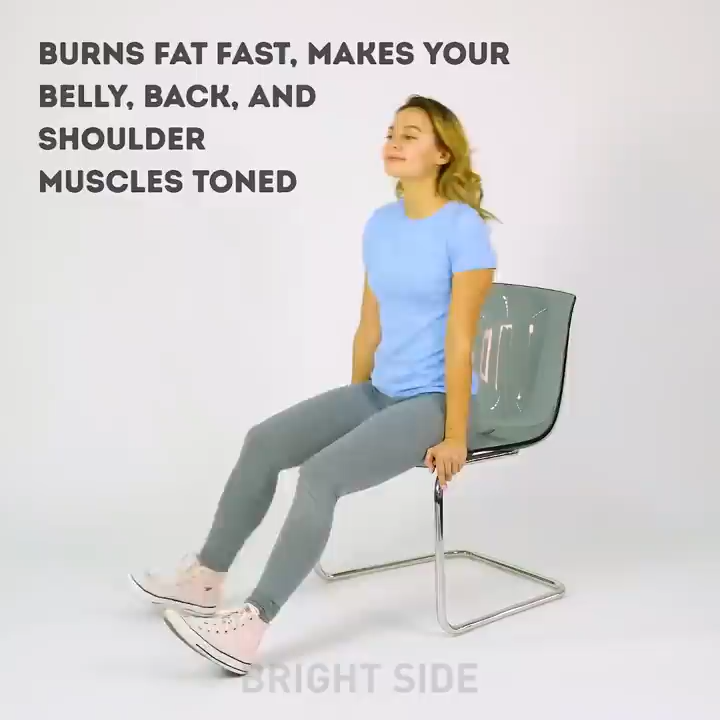 BURNS FAT FAST, MAKES YOUR
BELLY, BACK, AND
SHOULDER
MUSCLES TONED
BRIGHT SIDE